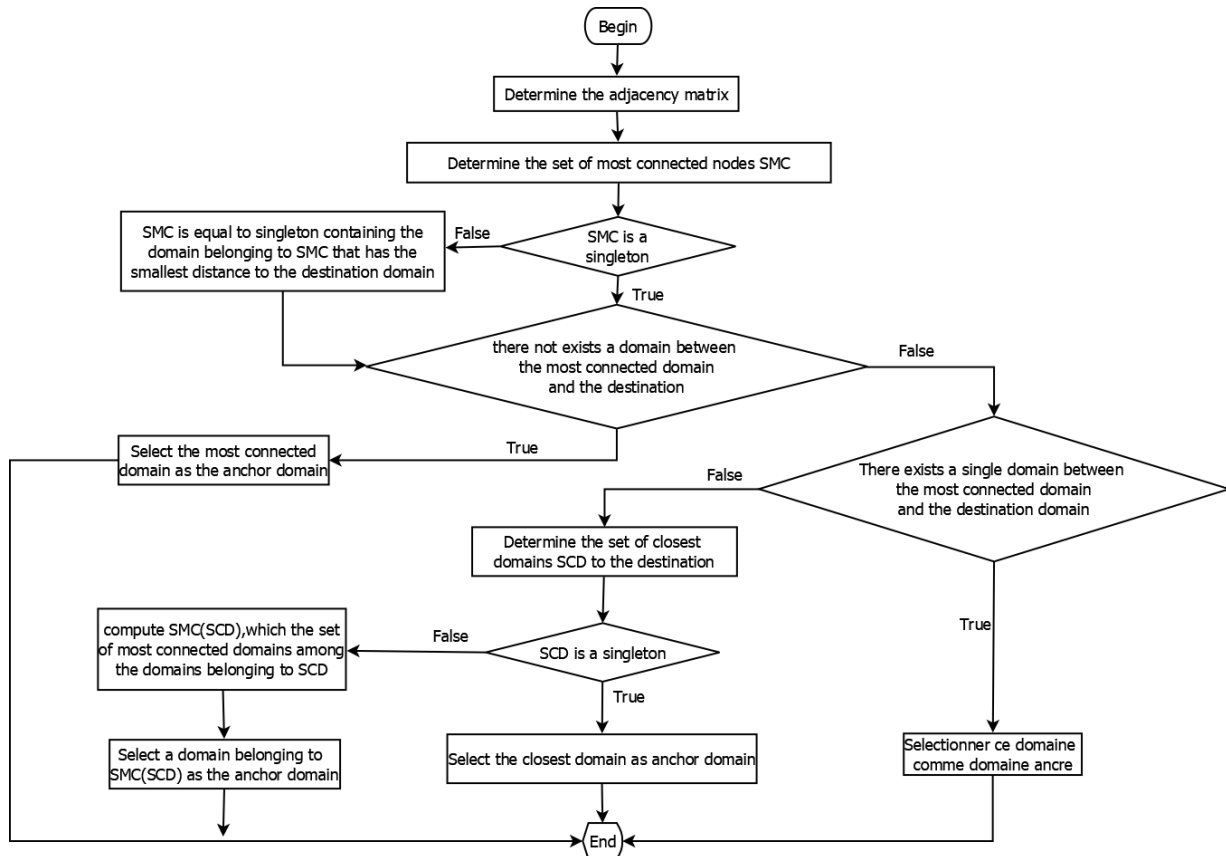 Begin
Determine the adjacency matrix
Determine the set of most connected nodes SMC
SMC is equal to singleton containing the
domain belonging to SMC that has the
smallest distance to the destination domain
False
SMC is a
singleton
True
there not exists a domain between
the most connected domain
and the destination
False
Select the most connected
domain as the anchor domain
True
False
There exists a single domain between
the most connected domain
and the destination domain
Determine the set of closest
domains SCD to the destination
compute SMC(SCD),which the set
of most connected domains among
the domains belonging to SCD
False
SCD is a singleton
True
True
Select a domain belonging to
SMC(SCD) as the anchor domain
Select the closest domain as anchor domain
Selectionner ce domaine
comme domaine ancre
End